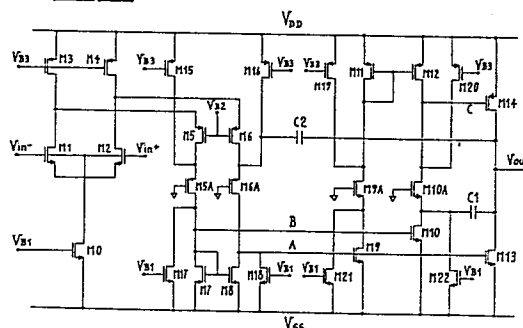 VDD
VB3 M3 M4 VB3 M15 M16 VB3 VB3 M17 M11 M12 M20 VB3 M14
VB2
C
M5 M6 C2
Vin- M1 M2 Vin+
Vou
M5A M6A M9A M10A C1
B
M10
VB1 M0 A M9 M13
VB1 M17 M7 M8 M18 VB1 VB1 M21 M22 VB1
VSS